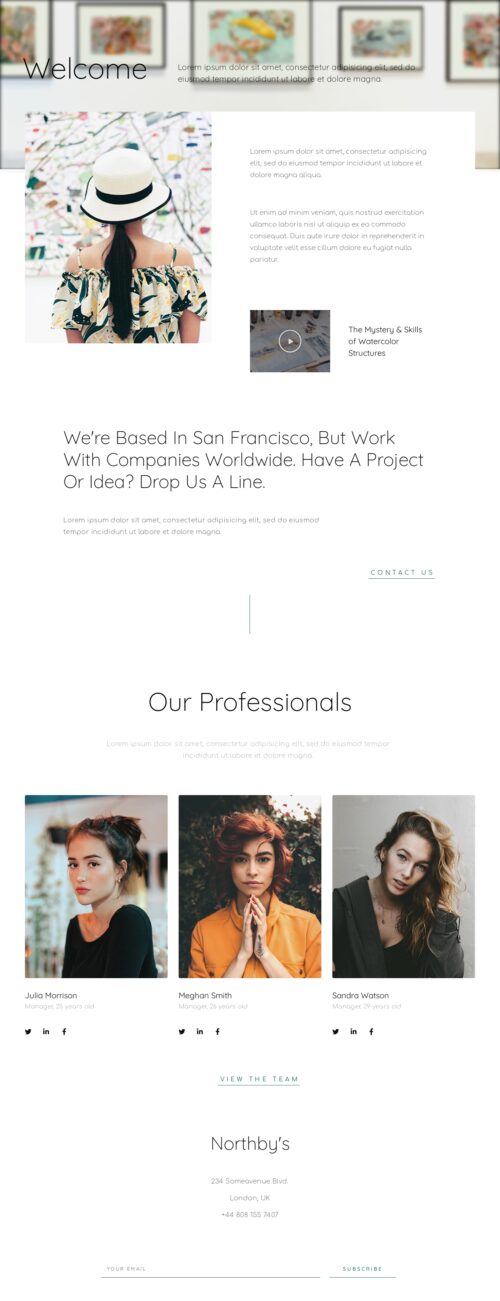 Welcome
Lorem ipsum dolor sit amet, consectetur adipisicing elit, sed do
eiusmod tempor incididunt ut labore et dolore magna.
Lorem ipsum dolor sit amet, consectetur adipisicing
elit, sed do eiusmod tempor incididunt ut labore et
dolore magna aliqua.
Ut enim ad minim veniam, quis nostrud exercitation
ullamco laboris nisi ut aliquip ex ea commodo
consequat. Duis aute irure dolor in reprehenderit in
voluptate velit esse cillum dolore eu fugiat nulla
pariatur.
The Mystery & Skills
of Watercolor
Structures
We're Based In San Francisco, But Work
With Companies Worldwide. Have A Project
Or Idea? Drop Us A Line.
Lorem ipsum dolor sit amet, consectetur adipisicing elit, sed do eiusmod
tempor incididunt ut labore et dolore magna.
CONTACT US
Our Professionals
Lorem ipsum dolor sit amet, consectetur adipisicing elit, sed do eiusmod tempor
incididunt ut labore et dolore magna.
Julia Morrison
Manager, 25 years old
Meghan Smith
Manager, 26 years old
Sandra Watson
Manager, 29 years old
VIEW THE TEAM
Northby's
234 Someavenue Blvd.
London, UK
+44 808 155 7407
YOUR EMAIL
SUBSCRIBE